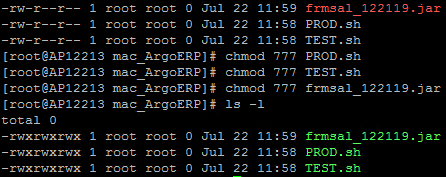 -rw-r--r-- 1 root root 0 Jul 22 11:59 frmsal_122119.jar
-rw-r--r-- 1 root root 0 Jul 22 11:58 PROD.sh
-rw-r--r-- 1 root root 0 Jul 22 11:58 TEST.sh
[root@AP12213 mac_ArgoERP]# chmod 777 PROD.sh
[root@AP12213 mac_ArgoERP]# chmod 777 TEST.sh
[root@AP12213 mac_ArgoERP]# chmod 777 frmsal_122119.jar
[root@AP12213 mac_ArgoERP]# ls -l
total 0
-rwxrwxrwx 1 root root 0 Jul 22 11:59 frmsal_122119.jar
-rwxrwxrwx 1 root root 0 Jul 22 11:58 PROD.sh
-rwxrwxrwx 1 root root 0 Jul 22 11:58 TEST.sh